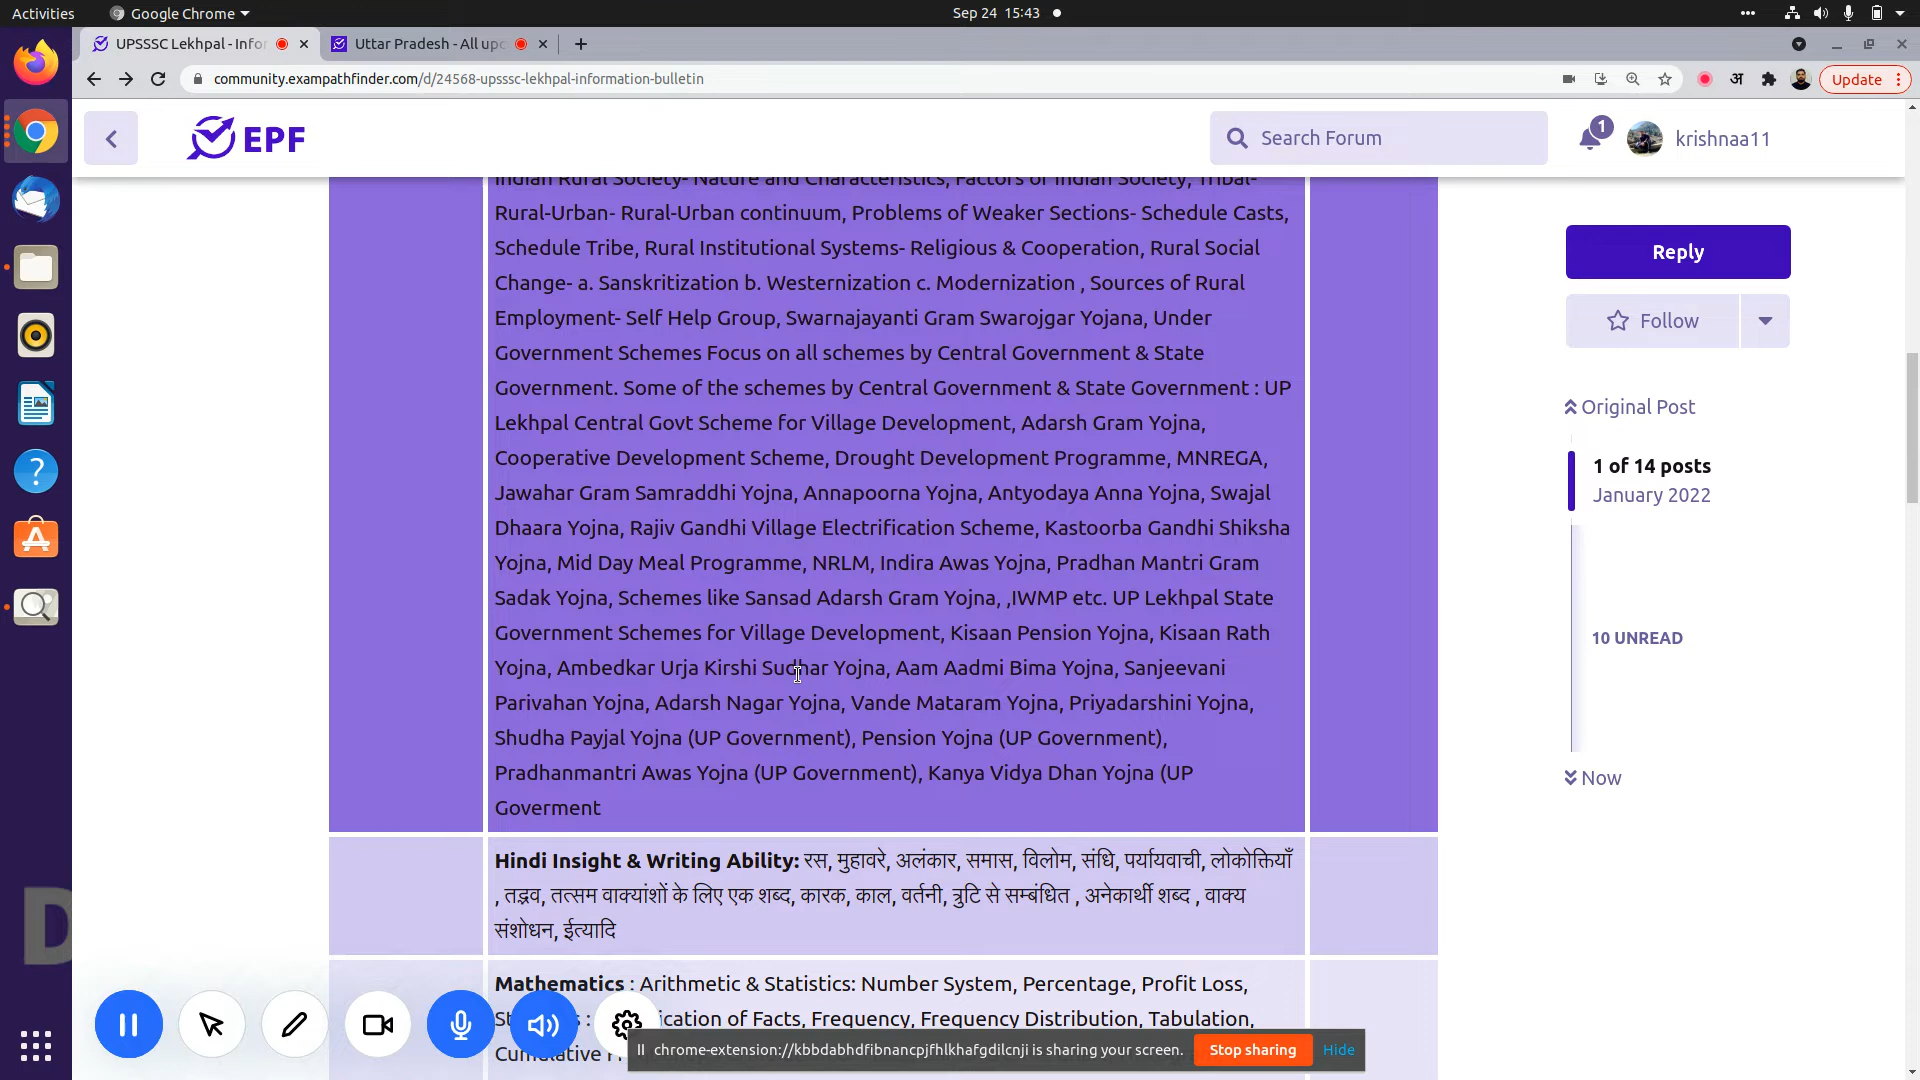 Activities
Google Chrome
Sep 24 15:43
UPSSSC Lekhpal - Infor
Uttar Pradesh - All upc
community.exampathfinder.com/d/24568-upsssc-lekhpal-information-bulletin
अ
Update
EPF
Search Forum
1
krishnaa11
Indian Rural Society- Nature and Characteristics, Factors of Indian Society, Tribal-
Rural-Urban- Rural-Urban continuum, Problems of Weaker Sections- Schedule Casts,
Schedule Tribe, Rural Institutional Systems- Religious & Cooperation, Rural Social
Change- a. Sanskritization b. Westernization c. Modernization , Sources of Rural
Employment- Self Help Group, Swarnajayanti Gram Swarojgar Yojana, Under
Government Schemes Focus on all schemes by Central Government & State
Government. Some of the schemes by Central Government & State Government : UP
Lekhpal Central Govt Scheme for Village Development, Adarsh Gram Yojna,
Cooperative Development Scheme, Drought Development Programme, MNREGA,
Jawahar Gram Samraddhi Yojna, Annapoorna Yojna, Antyodaya Anna Yojna, Swajal
Dhaara Yojna, Rajiv Gandhi Village Electrification Scheme, Kastoorba Gandhi Shiksha
Yojna, Mid Day Meal Programme, NRLM, Indira Awas Yojna, Pradhan Mantri Gram
Sadak Yojna, Schemes like Sansad Adarsh Gram Yojna, ,IWMP etc. UP Lekhpal State
Government Schemes for Village Development, Kisaan Pension Yojna, Kisaan Rath
Yojna, Ambedkar Urja Kirshi Sudhar Yojna, Aam Aadmi Bima Yojna, Sanjeevani
Parivahan Yojna, Adarsh Nagar Yojna, Vande Mataram Yojna, Priyadarshini Yojna,
Shudha Payjal Yojna (UP Government), Pension Yojna (UP Government),
Pradhanmantri Awas Yojna (UP Government), Kanya Vidya Dhan Yojna (UP
Goverment
Hindi Insight & Writing Ability: रस, मुहावरे, अलंकार, समास, विलोम, संधि, पर्यायवाची, लोकोक्तियाँ
, तद्भव, तत्सम वाक्यांशों के लिए एक शब्द, कारक, काल, वर्तनी, त्रुटि से सम्बंधित , अनेकार्थी शब्द , वाक्य
संशोधन, ईत्यादि
Mathematics : Arithmetic & Statistics: Number System, Percentage, Profit Loss,
of Facts, Frequency, Frequency Distribution, Tabulation,
Reply
Follow
Original Post
1 of 14 posts
January 2022
10 UNREAD
Now
chrome-extension://kbbdabhdfibnancpjfhlkhafgdilcnji is sharing your screen.
Stop sharing
Hide